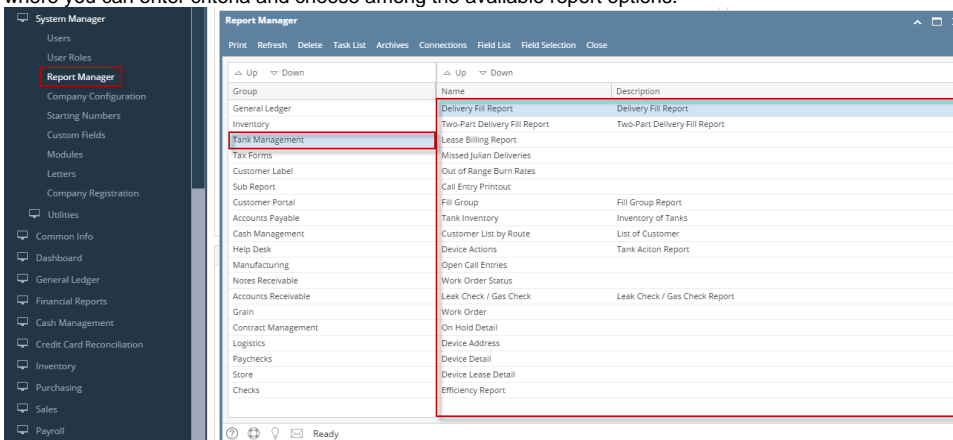 where you can enter criteria and choose among the available report options.
System Manager
Users
User Roles
Report Manager
Company Configuration
Starting Numbers
Custom Fields
Modules
Letters
Company Registration
Utilities
Common Info
Dashboard
General Ledger
Financial Reports
Cash Management
Credit Card Reconciliation
Inventory
Purchasing
Sales
Payroll
Report Manager
Print Refresh Delete Task List Archives Connections Field List Field Selection Close
Up Down Up Down
Group Name Description
General Ledger Delivery Fill Report Delivery Fill Report
Inventory Two-Part Delivery Fill Report Two-Part Delivery Fill Report
Tank Management Lease Billing Report
Tax Forms Missed Julian Deliveries
Customer Label Out of Range Burn Rates
Sub Report Call Entry Printout
Customer Portal Fill Group Fill Group Report
Accounts Payable Tank Inventory Inventory of Tanks
Cash Management Customer List by Route List of Customer
Help Desk Device Actions Tank Aciton Report
Manufacturing Open Call Entries
Notes Receivable Work Order Status
Accounts Receivable Leak Check / Gas Check Leak Check / Gas Check Report
Grain Work Order
Contract Management On Hold Detail
Logistics Device Address
Paychecks Device Detail
Store Device Lease Detail
Checks Efficiency Report
Ready